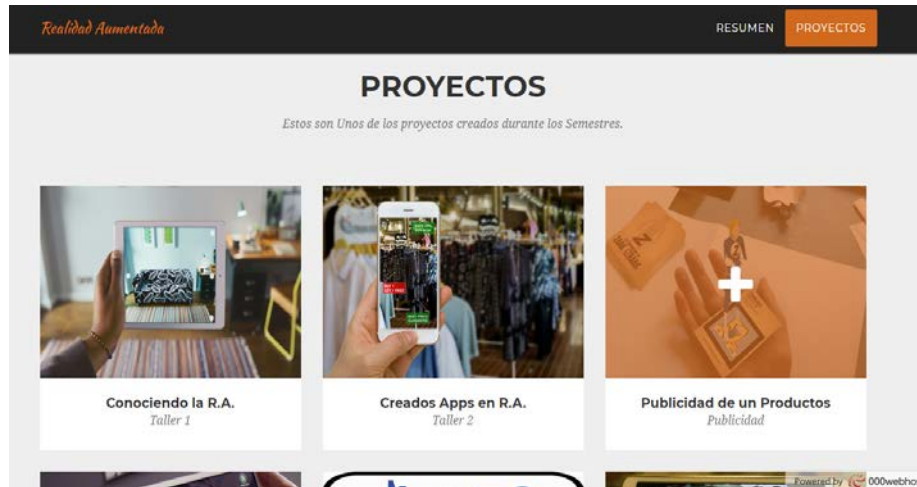 Realidad Aumentada
RESUMEN
PROYECTOS
PROYECTOS
Estos son Unos de los proyectos creados durante los Semestres.
Conociendo la R.A.
Taller 1
Creados Apps en R.A.
Taller 2
Publicidad de un Productos
Publicidad
Powered by 000webho